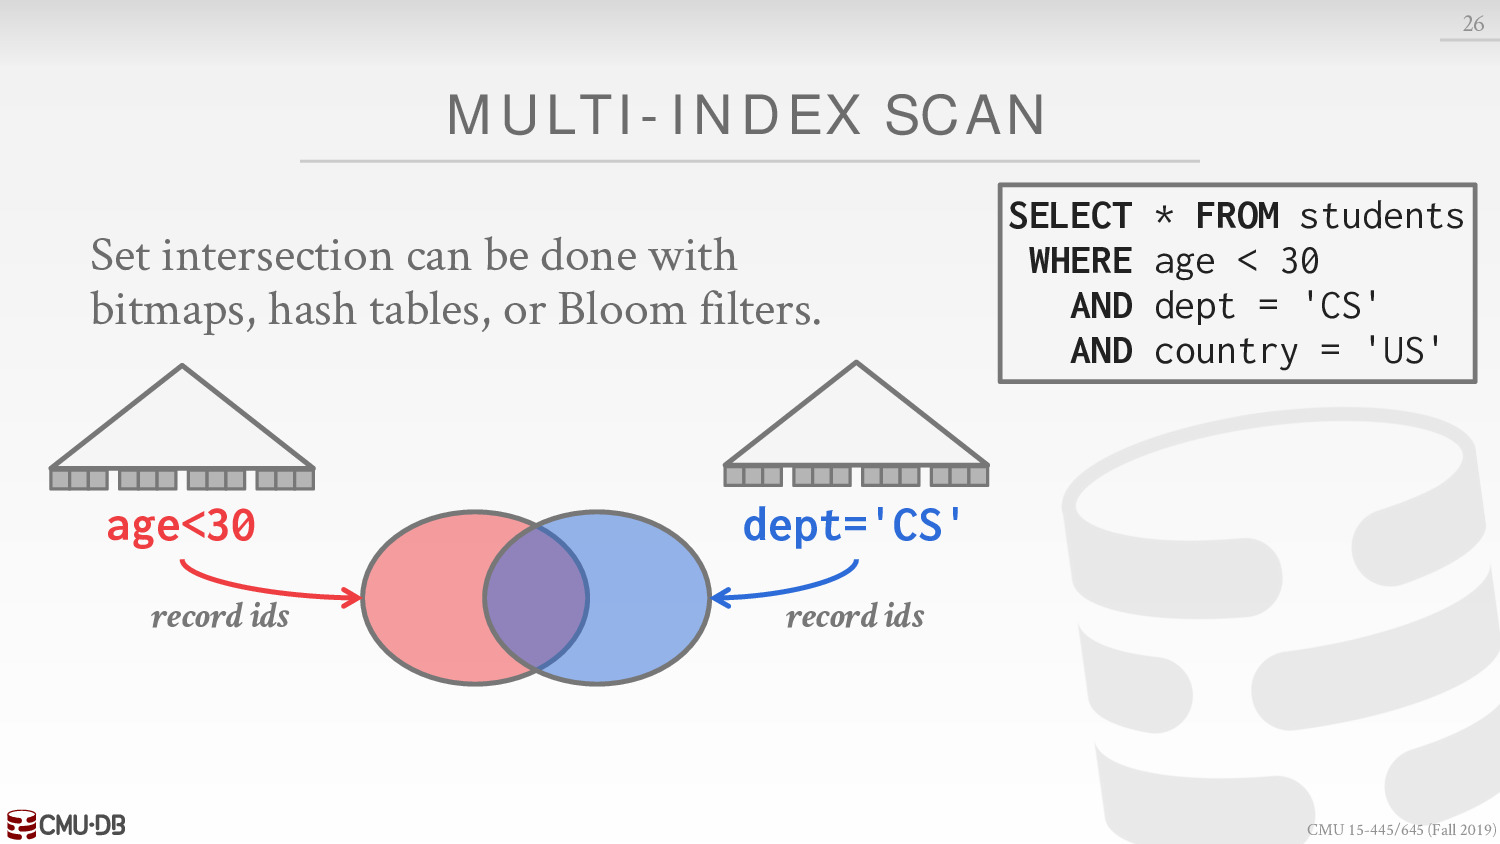 26
MULTI-INDEX SCAN
Set intersection can be done with
bitmaps, hash tables, or Bloom filters.
SELECT * FROM students
WHERE age < 30
AND dept = 'CS'
AND country = 'US'
age<30
record ids
dept='CS'
record ids
CMU·DB
CMU 15-445/645 (Fall 2019)